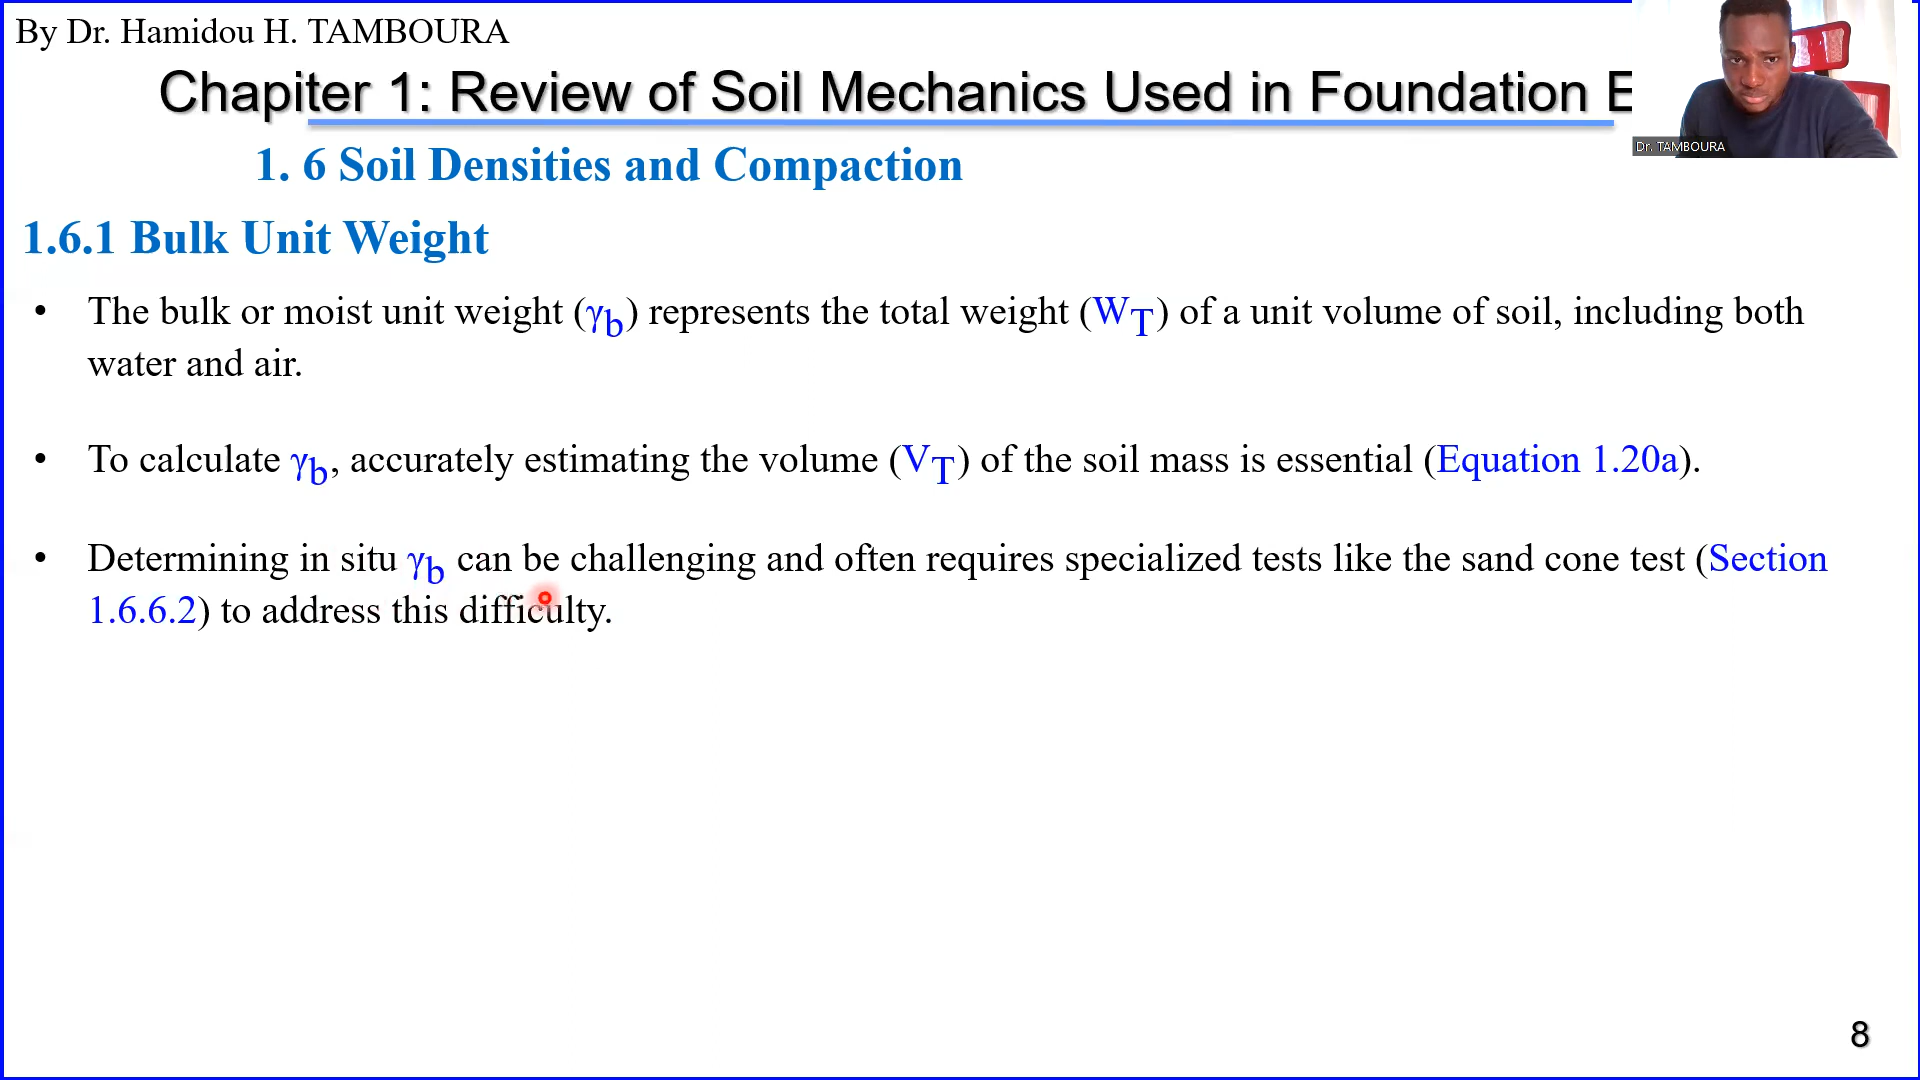 By Dr. Hamidou H. TAMBOURA
Chapiter 1: Review of Soil Mechanics Used in Foundation E
Dr. TAMBOURA
1. 6 Soil Densities and Compaction
1.6.1 Bulk Unit Weight
• The bulk or moist unit weight (γb) represents the total weight (WT) of a unit volume of soil, including both
water and air.
• To calculate γb, accurately estimating the volume (VT) of the soil mass is essential (Equation 1.20a).
• Determining in situ γb can be challenging and often requires specialized tests like the sand cone test (Section
1.6.6.2) to address this difficulty.
8